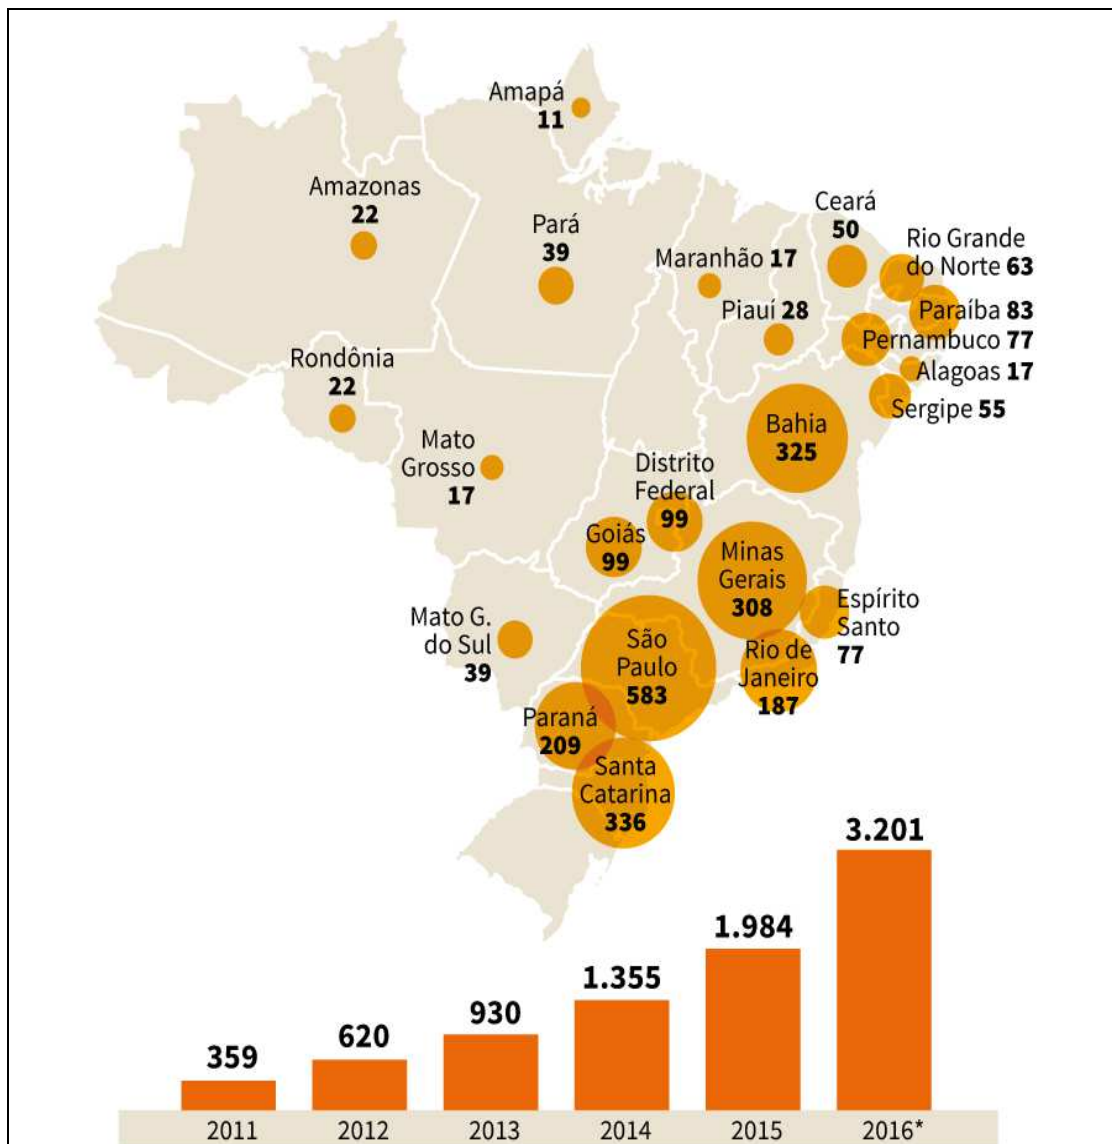 Amapá
11
Amazonas
22
Pará
39
Ceará
50
Rio Grande
do Norte 63
Maranhão 17
Piauí 28
Paraíba 83
Pernambuco 77
Alagoas 17
Sergipe 55
Rondônia
22
Bahia
325
Mato
Grosso
17
Distrito
Federal
99
Goiás
99
Minas
Gerais
308
Espírito
Santo
77
Mato G.
do Sul
39
São
Paulo
583
Rio de
Janeiro
187
Paraná
209
Santa
Catarina
336
359
620
930
1.355
1.984
3.201
2011
2012
2013
2014
2015
2016*